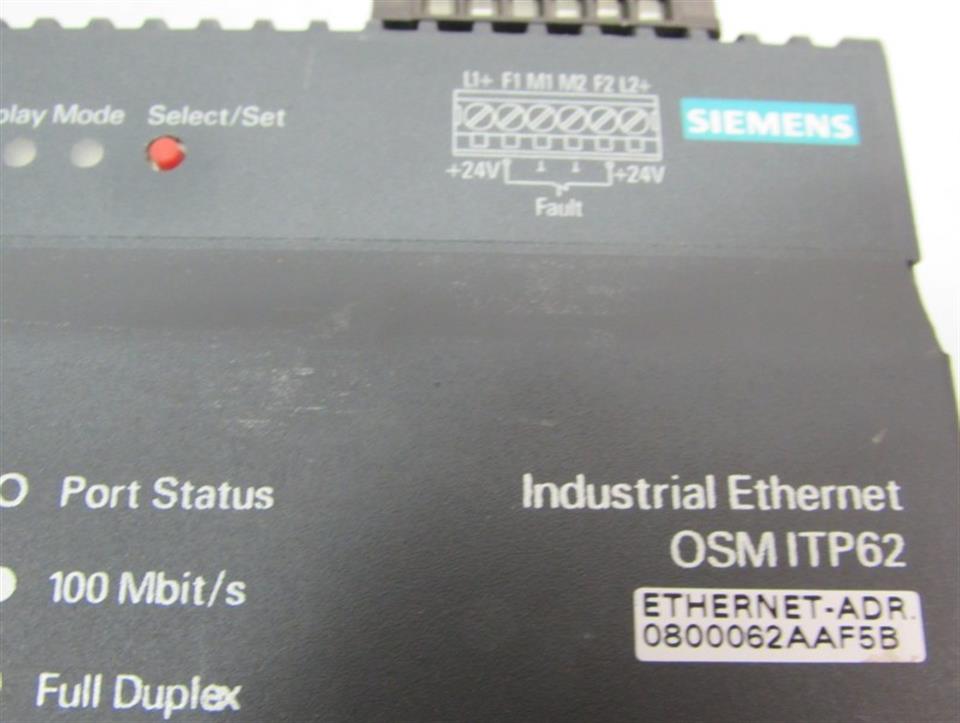 L1+ F1 M1 M2 F2 L2+
Mode Select/Set
SIEMENS
+24V +24V
Fault
Port Status
Industrial Ethernet
OSM ITP62
100 Mbit/s
ETHERNET-ADR.
0800062AAF5B
Full Duplex